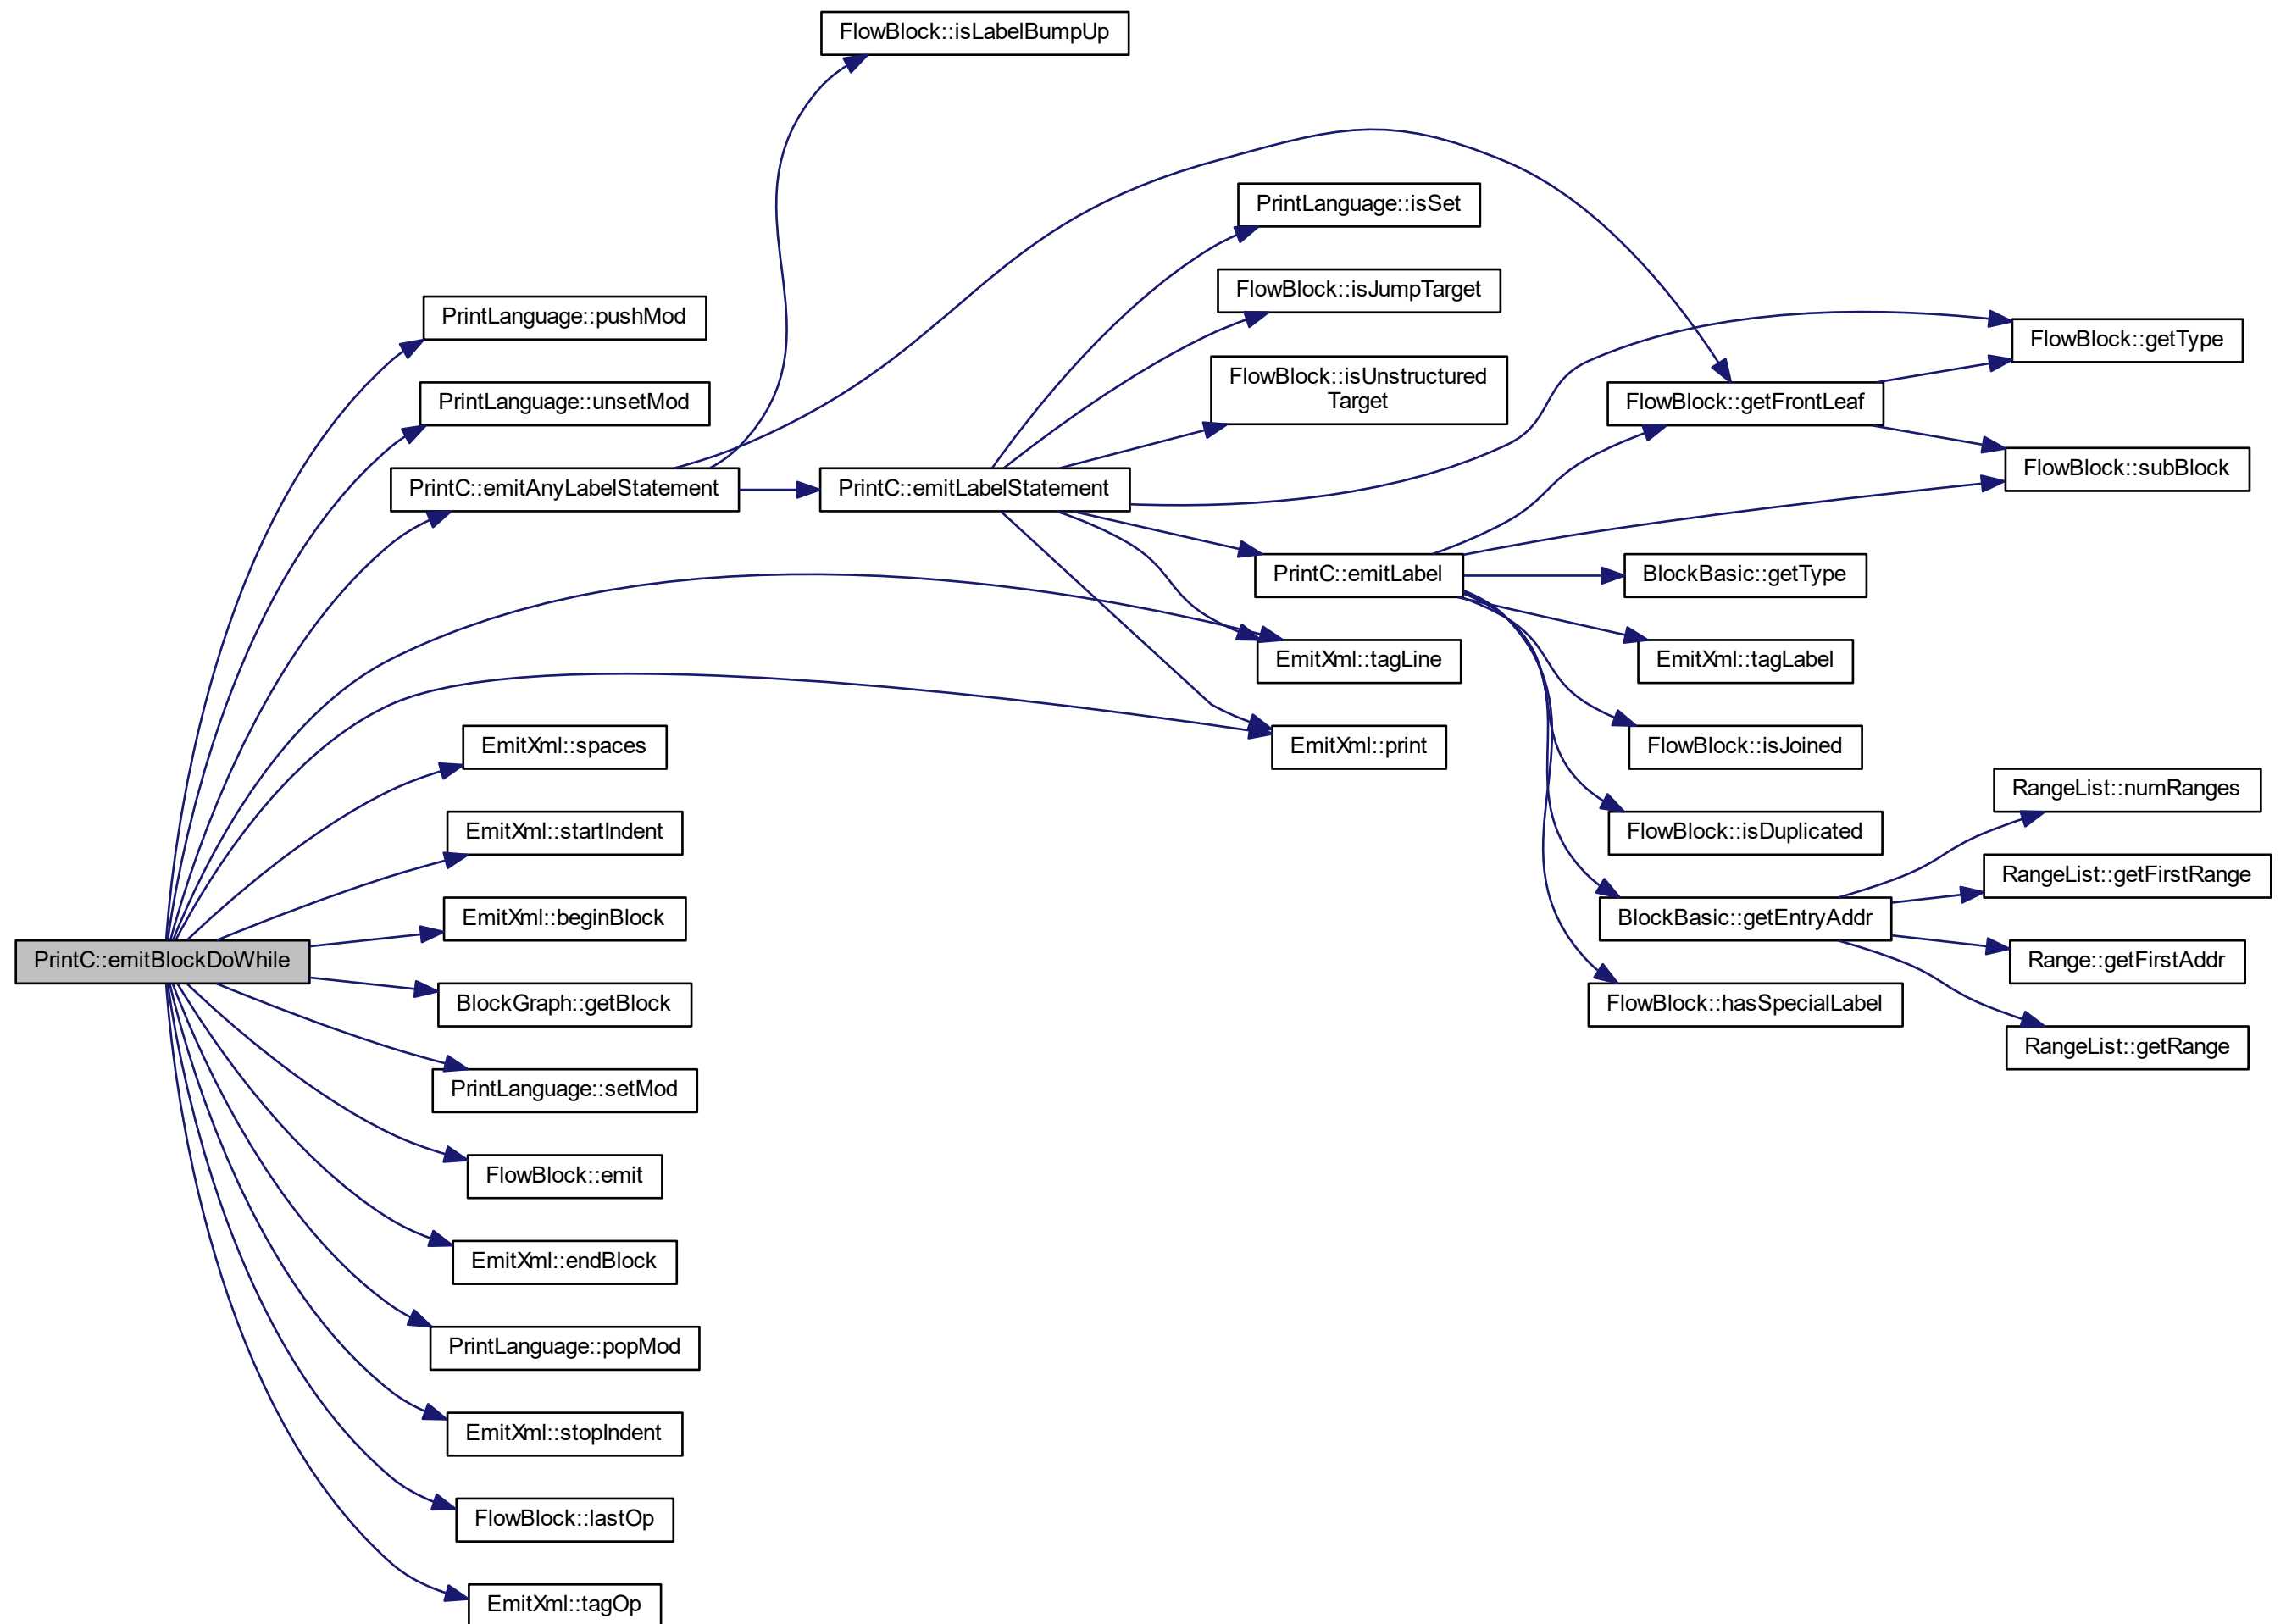 FlowBlock::isLabelBumpUp
PrintLanguage::isSet
FlowBlock::isJumpTarget
PrintLanguage::pushMod
FlowBlock::getType
FlowBlock::isUnstructured
Target
PrintLanguage::unsetMod
FlowBlock::getFrontLeaf
FlowBlock::subBlock
PrintC::emitAnyLabelStatement
PrintC::emitLabelStatement
PrintC::emitLabel
BlockBasic::getType
EmitXml::tagLine
EmitXml::tagLabel
EmitXml::spaces
EmitXml::print
FlowBlock::isJoined
RangeList::numRanges
EmitXml::startIndent
FlowBlock::isDuplicated
RangeList::getFirstRange
EmitXml::beginBlock
BlockBasic::getEntryAddr
PrintC::emitBlockDoWhile
Range::getFirstAddr
BlockGraph::getBlock
FlowBlock::hasSpecialLabel
RangeList::getRange
PrintLanguage::setMod
FlowBlock::emit
EmitXml::endBlock
PrintLanguage::popMod
EmitXml::stopIndent
FlowBlock::lastOp
EmitXml::tagOp